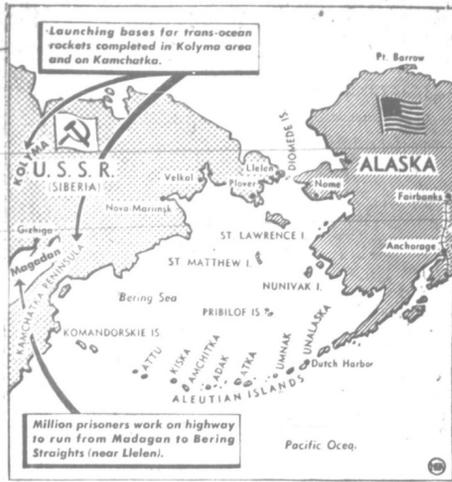 Launching bases for trans-ocean
rockets completed in Kolyma area
and on Kamchatka.
Pt. Barrow
KOLYMA
U. S. S. R.
(SIBERIA)
Velkal
Llelen
Plover
DIOMEDE IS.
Nome
ALASKA
Fairbanks
Anchorage
Novo Mariinsk
Gizhiga
Magadan
KAMCHATKA PENINSULA
ST. LAWRENCE I.
ST MATTHEW I.
NUNIVAK I.
Bering Sea
PRIBILOF IS.
KOMANDORSKIE IS.
ATTU
KISKA
AMCHITKA
ADAK
ATKA
UMNAK
UNALASKA
Dutch Harbor
ALEUTIAN ISLANDS
Million prisoners work on highway
to run from Madagan to Bering
Straights (near Llelen).
Pacific Ocea.